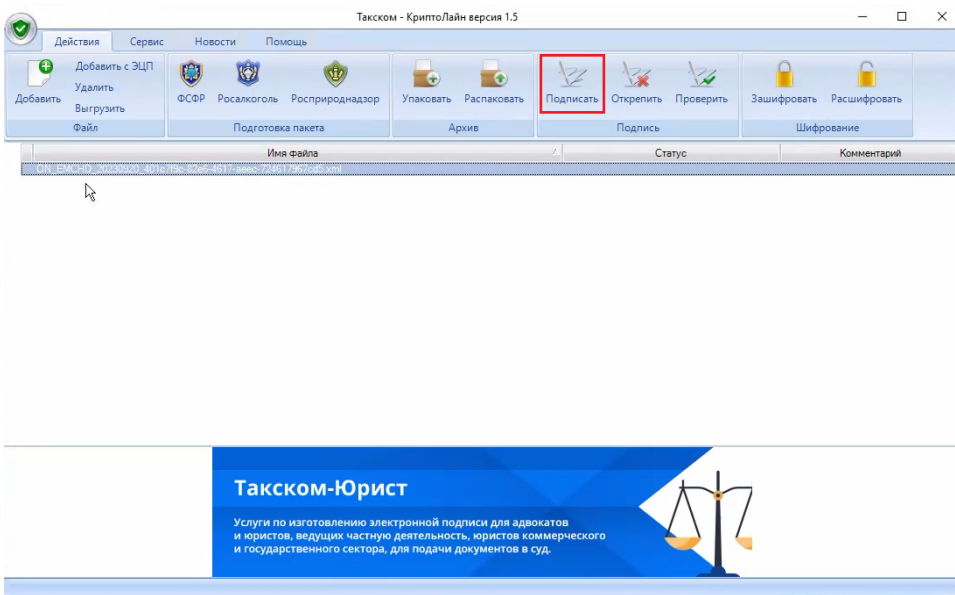 Такском - КриптоЛайн версия 1.5
Действия Сервис Новости Помощь
Добавить
Добавить с ЭЦП
Удалить
Выгрузить
ФСФР Росалкоголь Росприроднадзор
Упаковать Распаковать
Подписать Открепить Проверить
Зашифровать Расшифровать
Файл Подготовка пакета Архив Подпись Шифрование
Имя файла Статус Комментарий
Такском-Юрист
Услуги по изготовлению электронной подписи для адвокатов
и юристов, ведущих частную деятельность, юристов коммерческого
и государственного сектора, для подачи документов в суд.